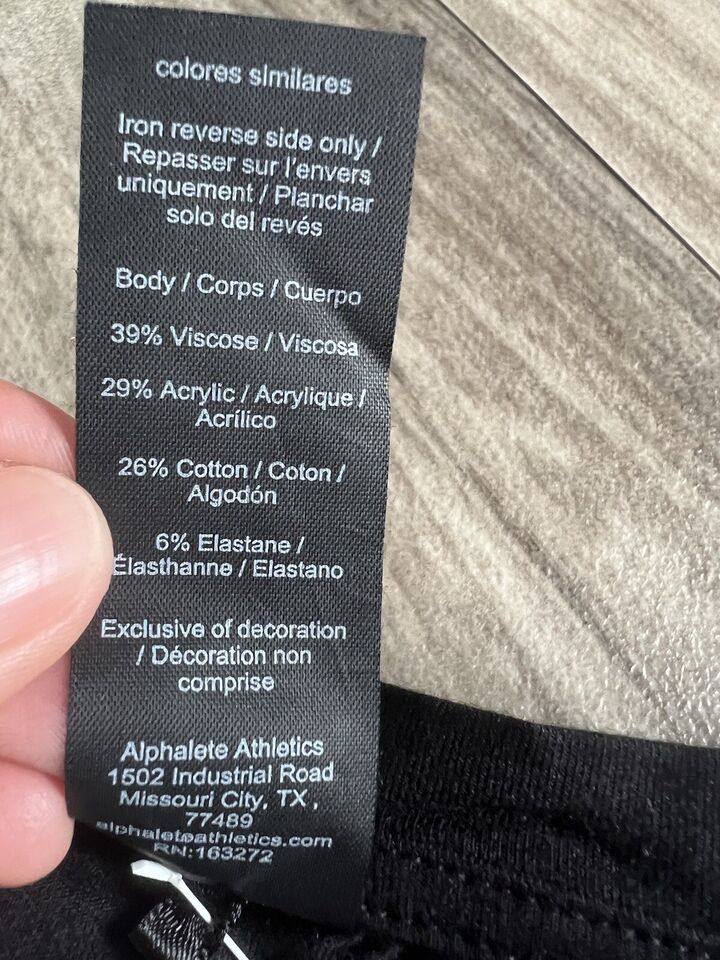 colores similares
Iron reverse side only /
Repasser sur l'envers
uniquement / Planchar
solo del revés
Body / Corps / Cuerpo
39% Viscose / Viscosa
29% Acrylic / Acrylique /
Acrílico
26% Cotton / Coton /
Algodón
6% Elastane /
Élasthanne / Elastano
Exclusive of decoration
/ Décoration non
comprise
Alphalete Athletics
1502 Industrial Road
Missouri City, TX ,
77489
alphaleteathletics.com
RN:163272